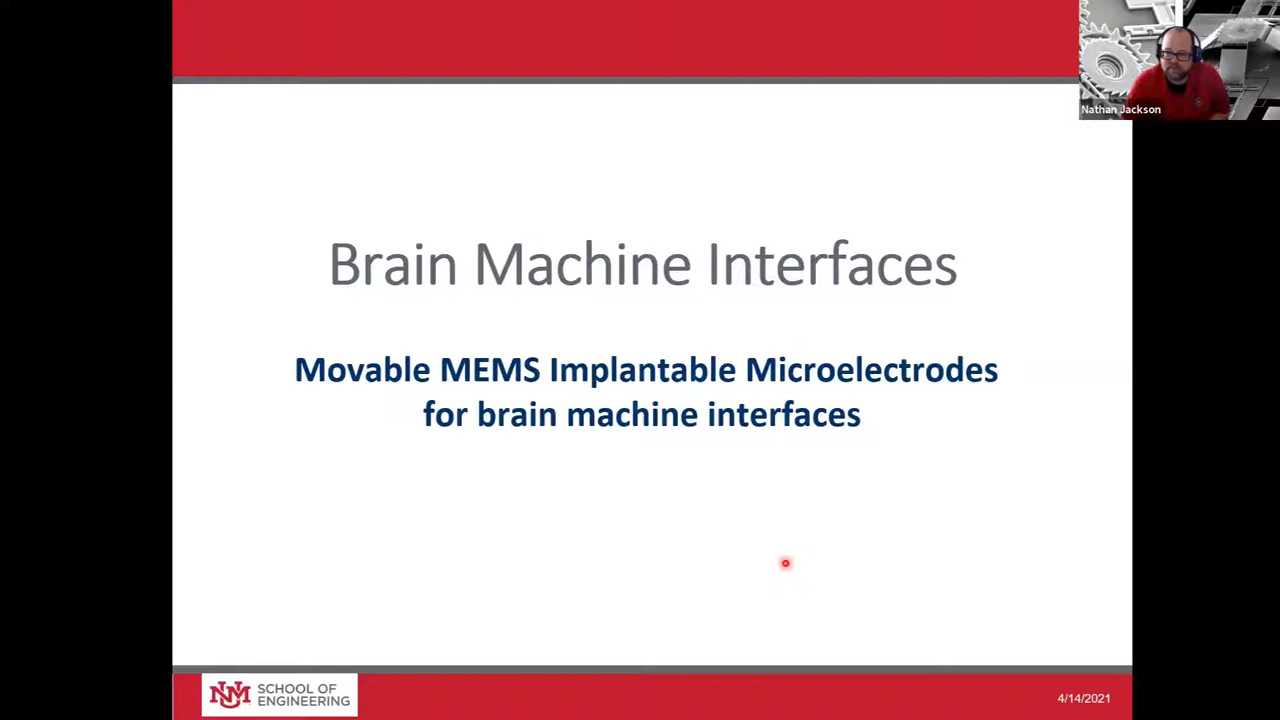 Nathan Jackson
Brain Machine Interfaces
Movable MEMS Implantable Microelectrodes
for brain machine interfaces
UNM SCHOOL OF
ENGINEERING
4/14/2021